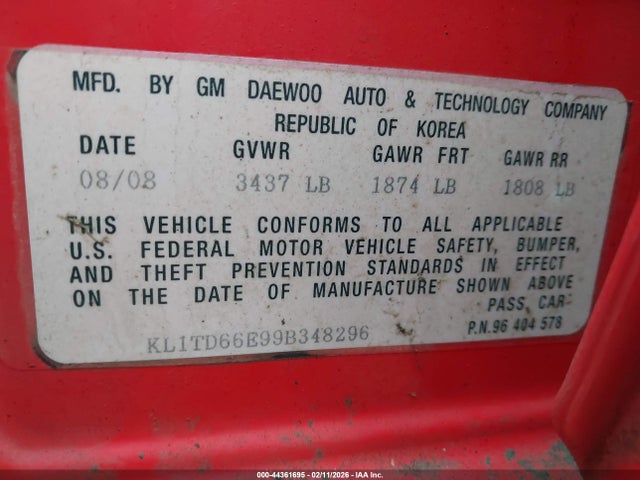 MFD. BY GM DAEWOO AUTO & TECHNOLOGY COMPANY
REPUBLIC OF KOREA
DATE GVWR GAWR FRT GAWR RR
08/08 3437 LB 1874 LB 1808 LB
THIS VEHICLE CONFORMS TO ALL APPLICABLE
U.S. FEDERAL MOTOR VEHICLE SAFETY, BUMPER,
AND THEFT PREVENTION STANDARDS IN EFFECT
ON THE DATE OF MANUFACTURE SHOWN ABOVE
PASS, CAR
KL1TD66E99B348296 P.N.96 404 578
000-44361695 - 02/11/2026 - IAA Inc.